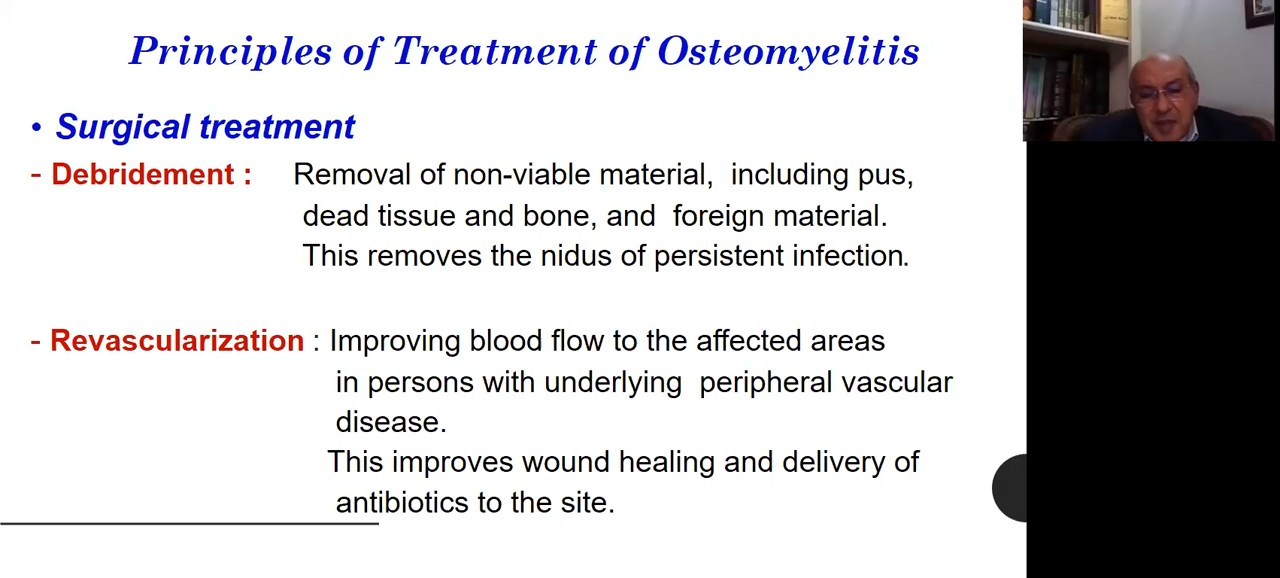 Principles of Treatment of Osteomyelitis
• Surgical treatment
- Debridement : Removal of non-viable material, including pus,
dead tissue and bone, and foreign material.
This removes the nidus of persistent infection.
- Revascularization : Improving blood flow to the affected areas
in persons with underlying peripheral vascular
disease.
This improves wound healing and delivery of
antibiotics to the site.